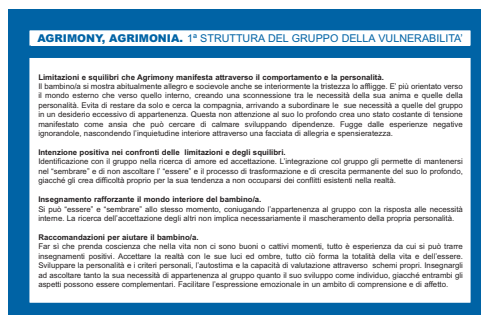 AGRIMONY, AGRIMONIA. 1ª STRUTTURA DEL GRUPPO DELLA VULNERABILITA'
Limitazioni e squilibri che Agrimony manifesta attraverso il comportamento e la personalità.
Il bambino/a si mostra abitualmente allegro e socievole anche se interiormente la tristezza lo affligge. E' più orientato verso
il mondo esterno che verso quello interno, creando una sconnessione tra le necessità della sua anima e quelle della
personalità. Evita di restare da solo e cerca la compagnia, arrivando a subordinare le sue necessità a quelle del gruppo
in un desiderio eccessivo di appartenenza. Questa non attenzione al suo Io profondo crea uno stato costante di tensione
manifestato come ansia che può cercare di calmare sviluppando dipendenze. Fugge dalle esperienze negative
ignorandole, nascondendo l'inquietudine interiore attraverso una facciata di allegria e spensieratezza.
Intenzione positiva nei confronti delle limitazioni e degli squilibri.
Identificazione con il gruppo nella ricerca di amore ed accettazione. L'integrazione col gruppo gli permette di mantenersi
nel "sembrare" e di non ascoltare l' "essere" e il processo di trasformazione e di crescita permanente del suo Io profondo,
giacché gli crea difficoltà proprio per la sua tendenza a non occuparsi dei conflitti esistenti nella realtà.
Insegnamento rafforzante il mondo interiore del bambino/a.
Si può "essere" e "sembrare" allo stesso momento, coniugando l'appartenenza al gruppo con la risposta alle necessità
interne. La ricerca dell'accettazione degli altri non implica necessariamente il mascheramento della propria personalità.
Raccomandazioni per aiutare il bambino/a.
Far sì che prenda coscienza che nella vita non ci sono buoni o cattivi momenti, tutto è esperienza da cui si può trarre
insegnamenti positivi. Accettare la realtà con le sue luci ed ombre, tutto ciò forma la totalità della vita e dell'essere.
Sviluppare la personalità e i criteri personali, l'autostima e la capacità di valutazione attraverso schemi propri. Insegnargli
ad ascoltare tanto la sua necessità di appartenenza al gruppo quanto il suo sviluppo come individuo, giacché entrambi gli
aspetti possono essere complementari. Facilitare l'espressione emozionale in un ambito di comprensione e di affetto.